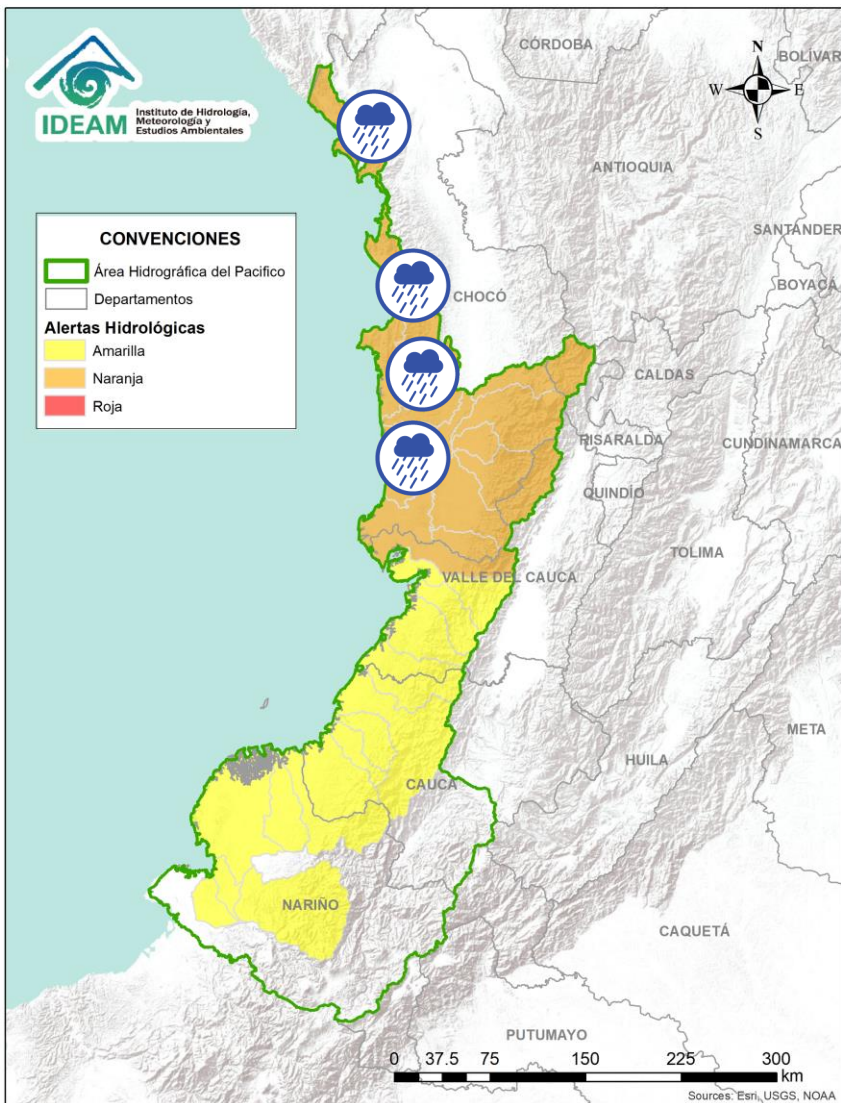 IDEAM
Instituto de Hidrología,
Meteorología y
Estudios Ambientales
CÓRDOBA
BOLÍVAR
N
W
E
S
ANTIOQUIA
SANTANDER
BOYACÁ
CONVENCIONES
Área Hidrográfica del Pacifico
Departamentos
Alertas Hidrológicas
Amarilla
Naranja
Roja
CHOCÓ
CALDAS
RISARALDA
CUNDINAMARCA
QUINDÍO
TOLIMA
VALLE DEL CAUCA
META
HUILA
CAUCA
NARIÑO
CAQUETÁ
PUTUMAYO
0 37.5 75 150 225 300
km
Sources: Esri, USGS, NOAA